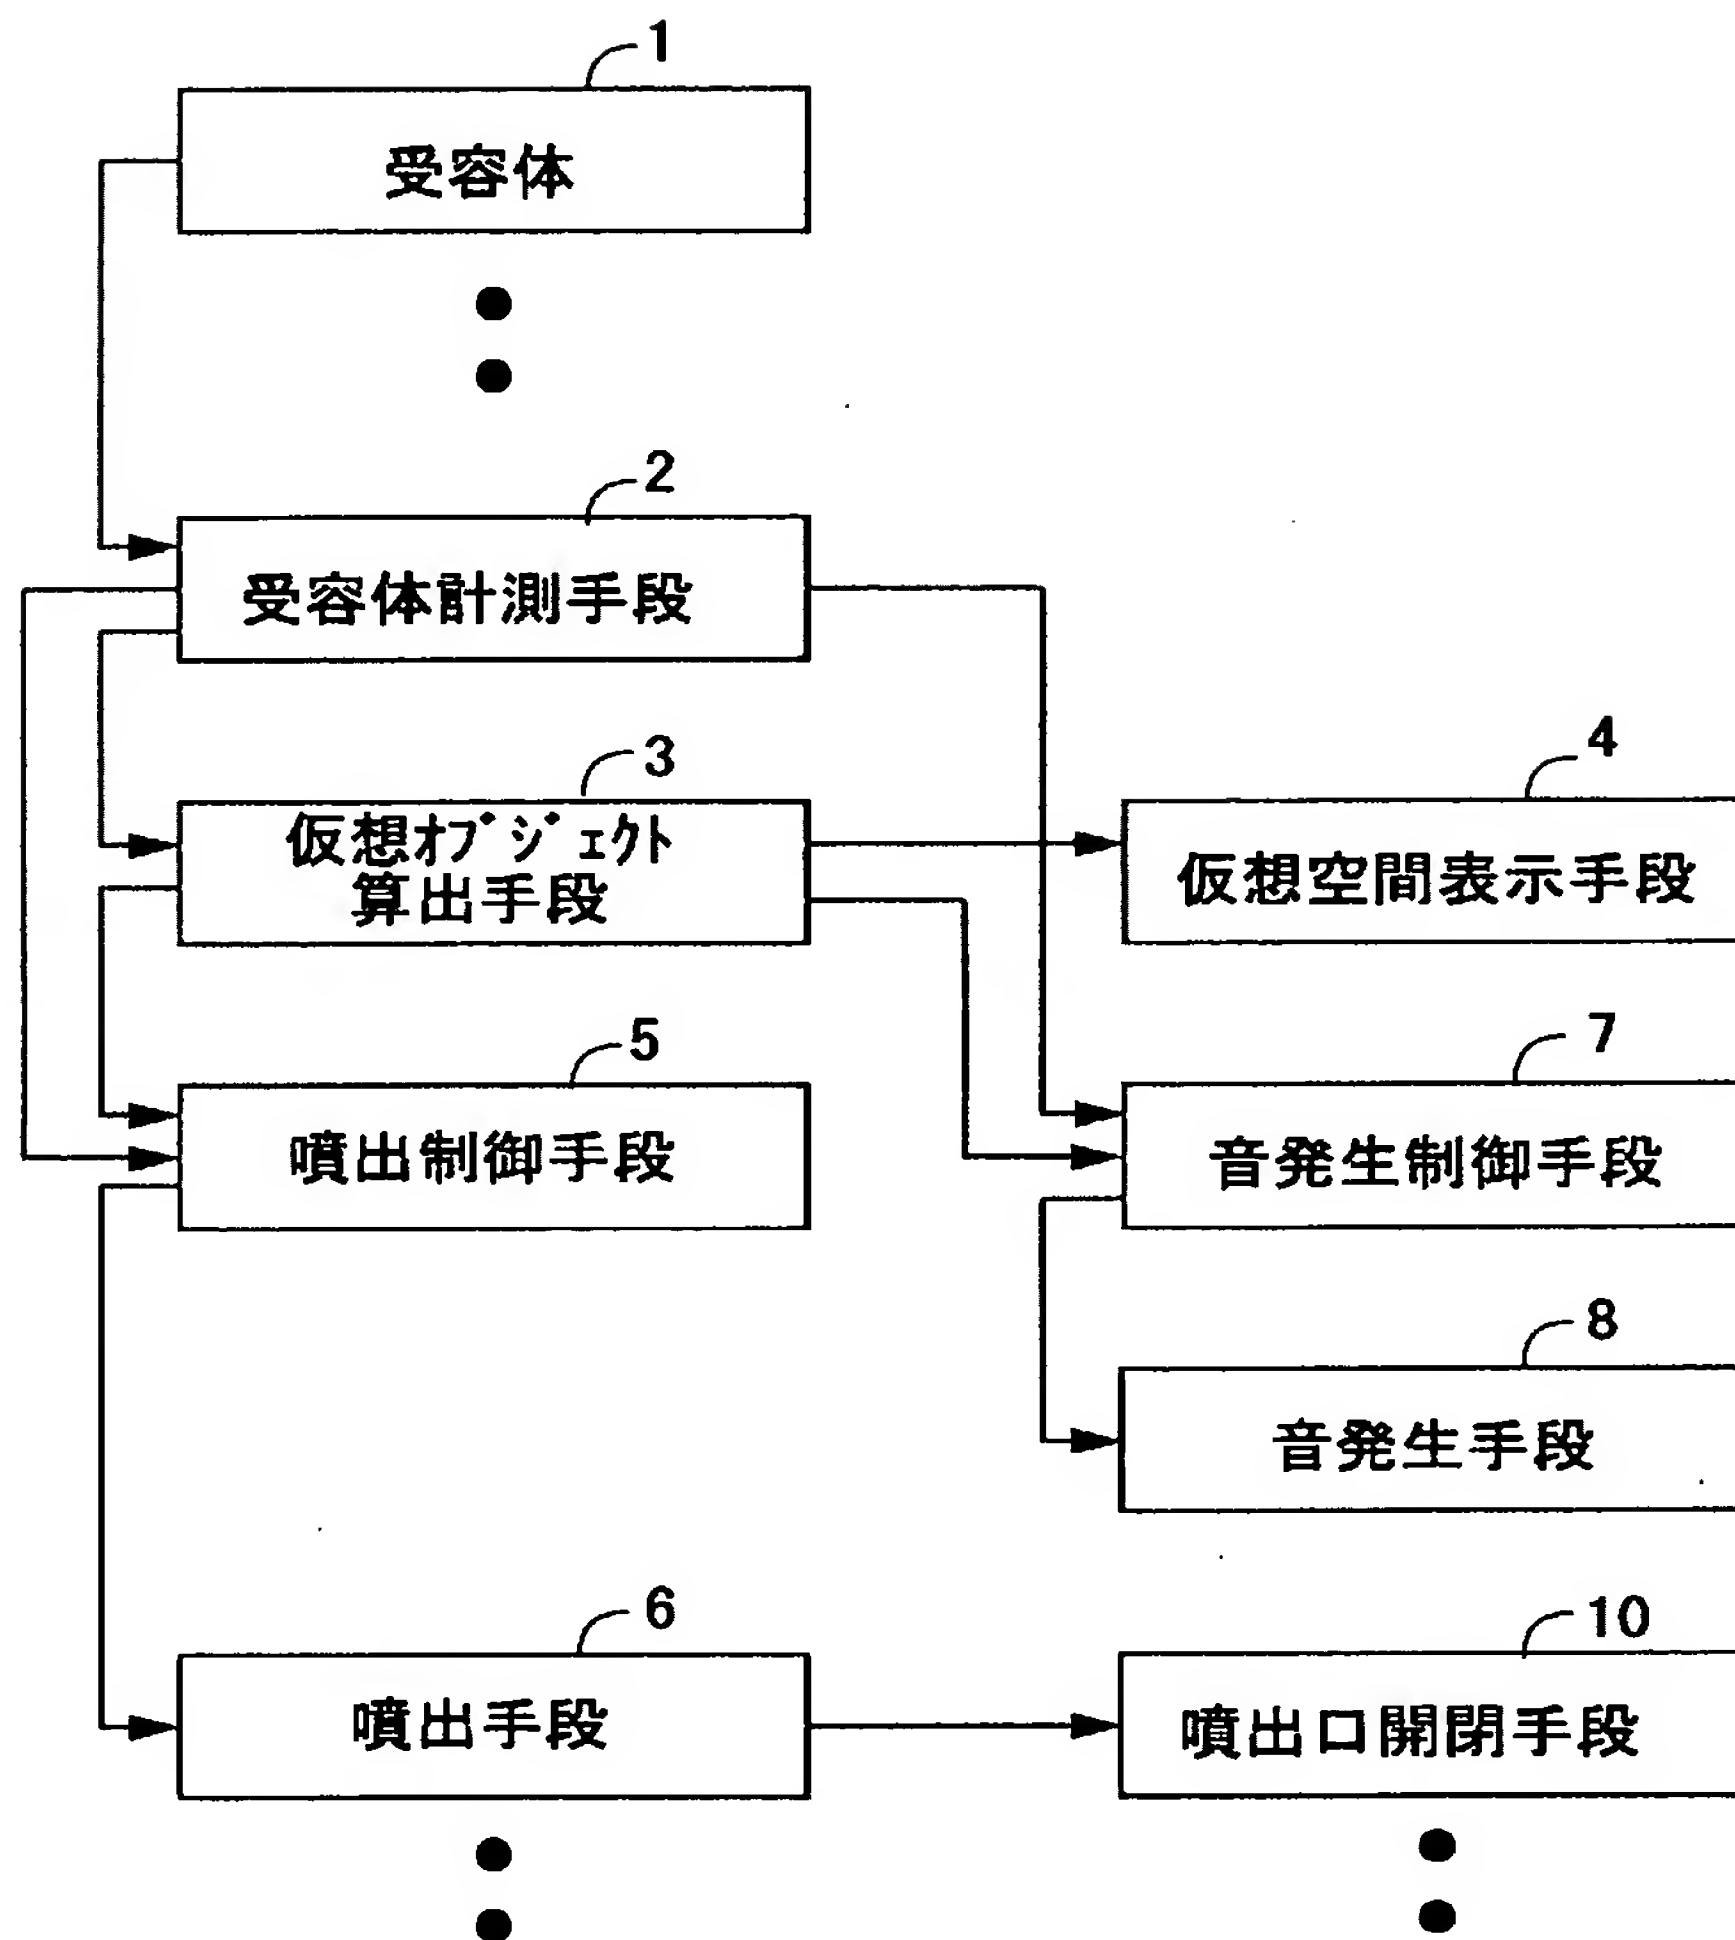 1
受容体
2
受容体計測手段
3
仮想ｵﾌﾞｼﾞｪｸﾄ
算出手段
4
仮想空間表示手段
5
噴出制御手段
7
音発生制御手段
8
音発生手段
6
噴出手段
10
噴出口開閉手段